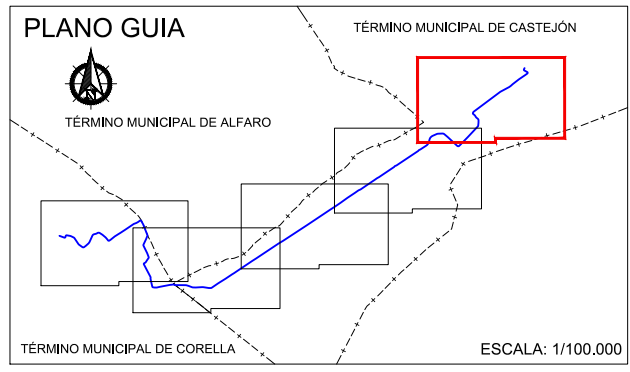 PLANO GUIA
TÉRMINO MUNICIPAL DE CASTEJÓN
N
TÉRMINO MUNICIPAL DE ALFARO
TÉRMINO MUNICIPAL DE CORELLA
ESCALA: 1/100.000